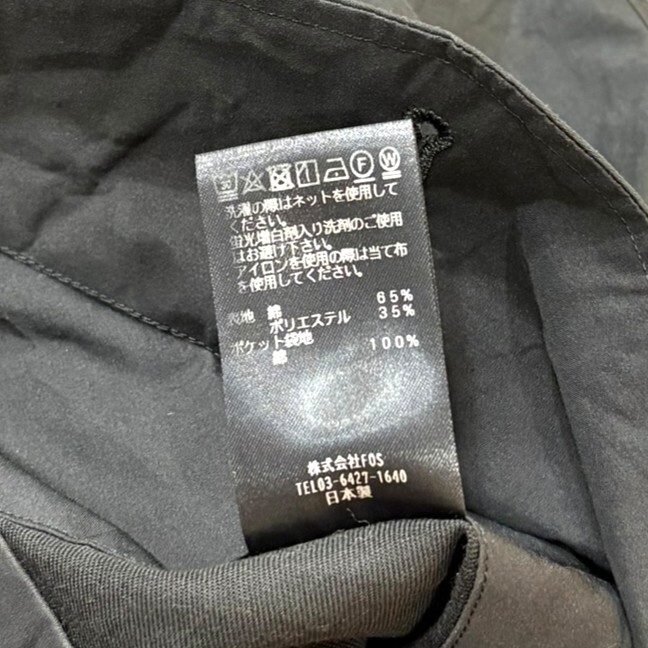 30 F W
洗濯の際はネットを使用して
ください。
蛍光増白剤入り洗剤のご使用
はお避け下さい。
アイロンを使用の際は当て布
を使用してください。
表地 綿 65%
ポリエステル 35%
ポケット袋地
綿 100%
株式会社FOS
TEL03-6427-1640
日本製